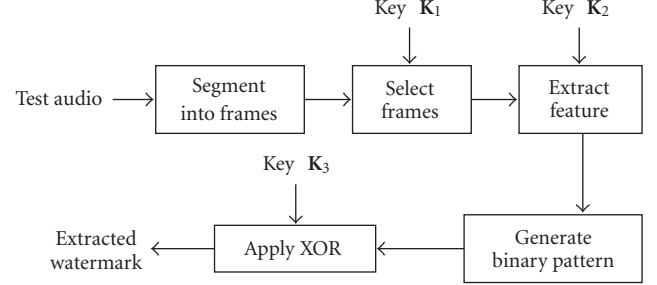 Key K₁
Key K₂
Test audio
Segment
into frames
Select
frames
Extract
feature
Key K₃
Extracted
watermark
Apply XOR
Generate
binary pattern